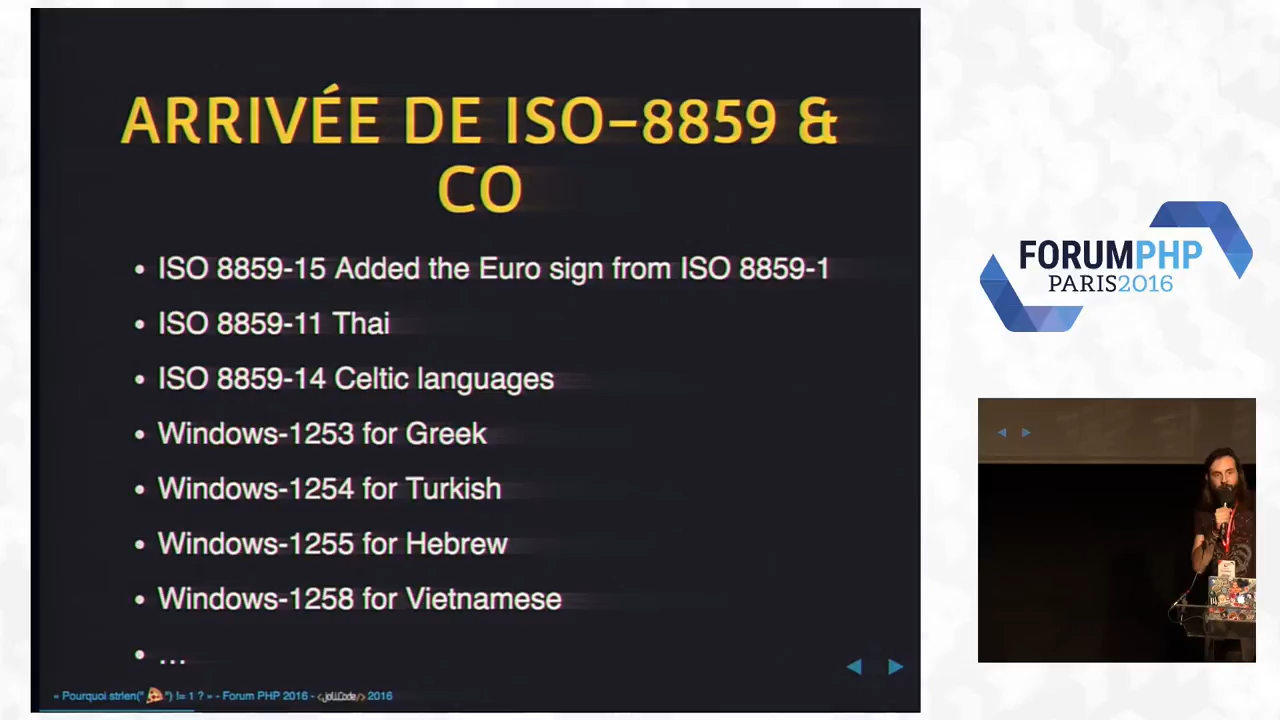 ARRIVÉE DE ISO-8859 &
CO
• ISO 8859-15 Added the Euro sign from ISO 8859-1
• ISO 8859-11 Thai
• ISO 8859-14 Celtic languages
• Windows-1253 for Greek
• Windows-1254 for Turkish
• Windows-1255 for Hebrew
• Windows-1258 for Vietnamese
• ...
« Pourquoi strlen("🍕") != 1 ? » - Forum PHP 2016 - </JoliCode/> 2016
FORUMPHP
PARIS2016